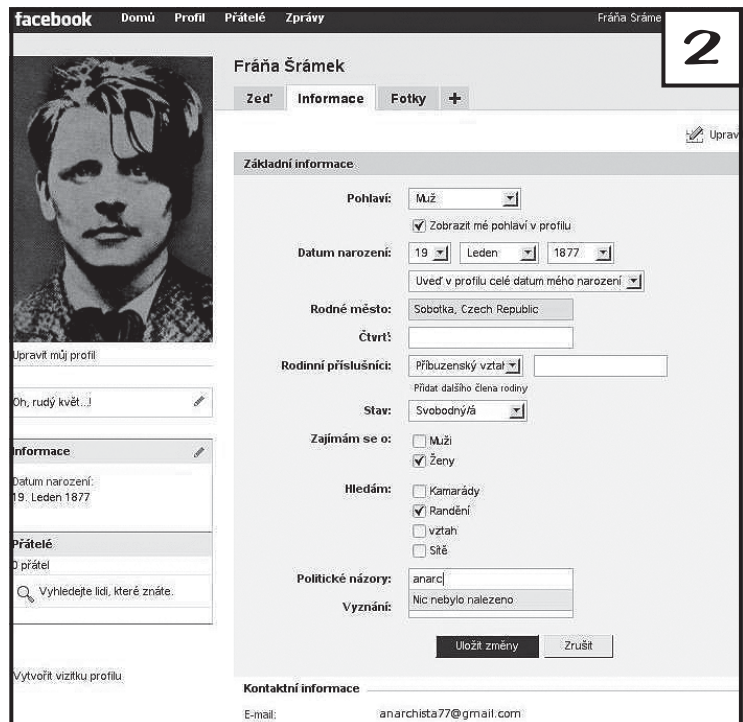 facebook Domů Profil Přátelé Zprávy Fráňa Šráme
2
Fráňa Šrámek
Zeď Informace Fotky +
Uprav
Základní informace
Pohlaví: Muž
Zobrazit mé pohlaví v profilu
Datum narození: 19 Leden 1877
Uveď v profilu celé datum mého narození
Rodné město: Sobotka, Czech Republic
Čtvrť:
Rodinní příslušníci: Příbuzenský vztah
Přidat dalšího člena rodiny
Stav: Svobodný/á
Zajímám se o: Muži
Ženy
Hledám: Kamarády
Randění
vztah
Sítě
Politické názory: anarc
Nic nebylo nalezeno
Vyznání:
Uložit změny Zrušit
Kontaktní informace
E-mail: anarchista77@gmail.com
Upravit můj profil
Oh, rudý květ...!
Informace
Datum narození:
19. Leden 1877
Přátelé
0 přátel
Vyhledejte lidi, které znáte.
Vytvořit vizitku profilu